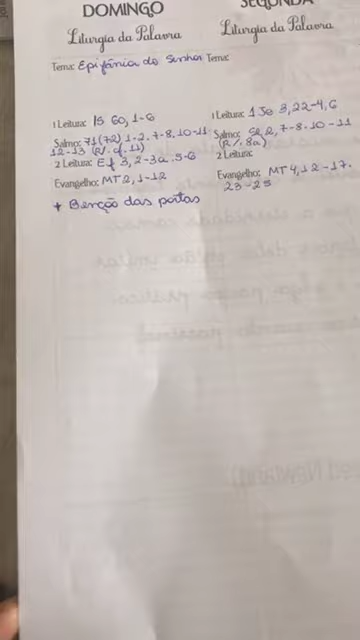 DOMINGO
Liturgia da Palavra
Tema: Epifânia do Senhor
1 Leitura: IS 60, 1-6
Salmo: 71(72) 1-2. 7-8. 10-11
12-13 (R/. cf. 11)
2 Leitura: Ef 3, 2-3a. 5-6
Evangelho: MT 2, 1-12
+ Benção das portas
SEGUNDA
Liturgia da Palavra
Tema:
1 Leitura: 1 Jo 3, 22-4, 6
Salmo: Sl 2, 7-8. 10-11
(R/. 8a)
2 Leitura:
Evangelho: MT 4, 12-17.
23-25